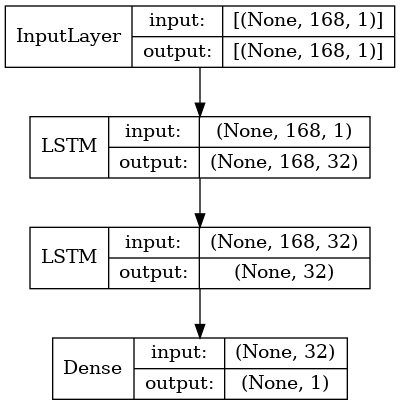 InputLayer input: [(None, 168, 1)]
output: [(None, 168, 1)]
LSTM input: (None, 168, 1)
output: (None, 168, 32)
LSTM input: (None, 168, 32)
output: (None, 32)
Dense input: (None, 32)
output: (None, 1)